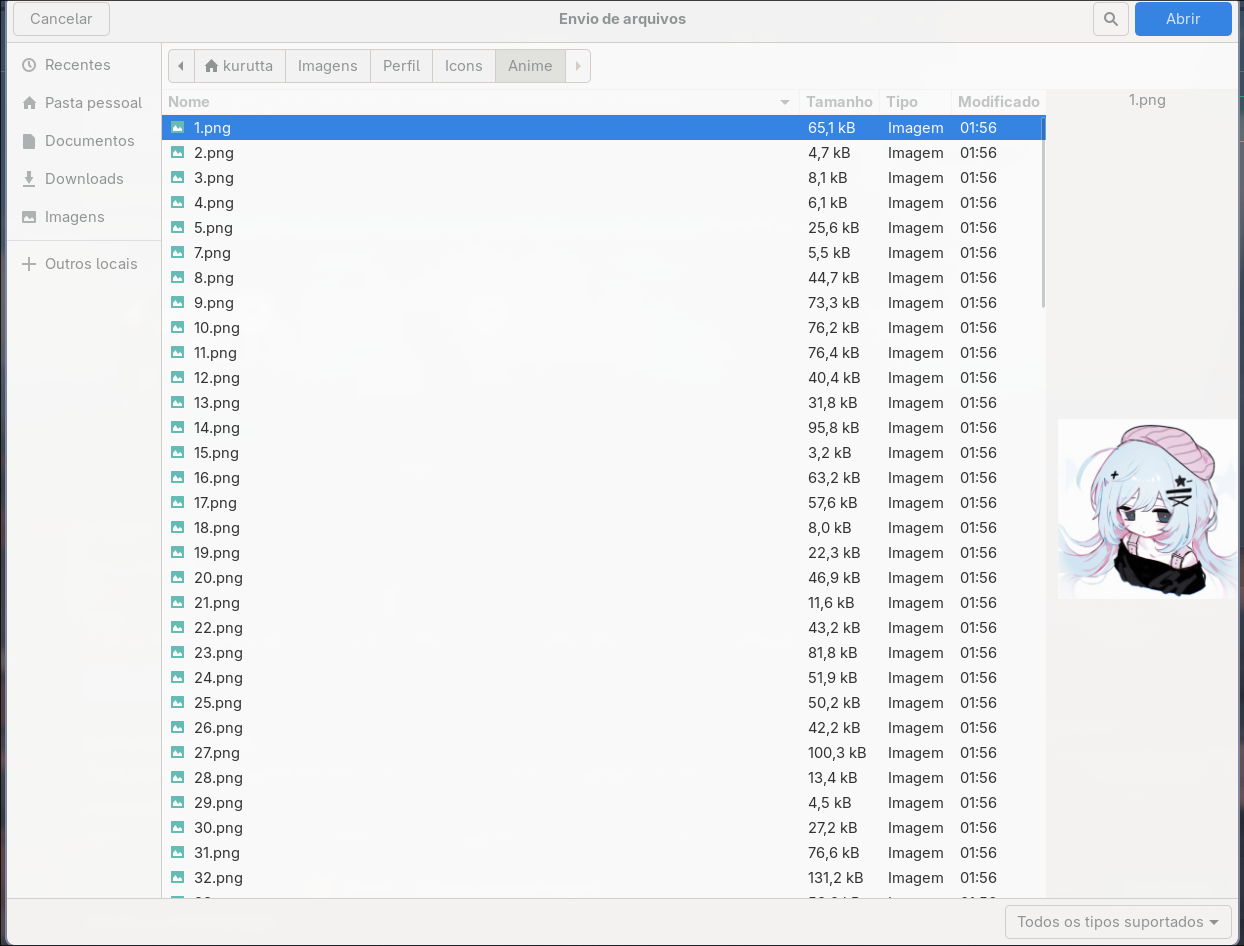 Cancelar Envio de arquivos Abrir
Recentes
Pasta pessoal
Documentos
Downloads
Imagens
Outros locais
kurutta Imagens Perfil Icons Anime
Nome Tamanho Tipo Modificado
1.png 65,1 kB Imagem 01:56
2.png 4,7 kB Imagem 01:56
3.png 8,1 kB Imagem 01:56
4.png 6,1 kB Imagem 01:56
5.png 25,6 kB Imagem 01:56
7.png 5,5 kB Imagem 01:56
8.png 44,7 kB Imagem 01:56
9.png 73,3 kB Imagem 01:56
10.png 76,2 kB Imagem 01:56
11.png 76,4 kB Imagem 01:56
12.png 40,4 kB Imagem 01:56
13.png 31,8 kB Imagem 01:56
14.png 95,8 kB Imagem 01:56
15.png 3,2 kB Imagem 01:56
16.png 63,2 kB Imagem 01:56
17.png 57,6 kB Imagem 01:56
18.png 8,0 kB Imagem 01:56
19.png 22,3 kB Imagem 01:56
20.png 46,9 kB Imagem 01:56
21.png 11,6 kB Imagem 01:56
22.png 43,2 kB Imagem 01:56
23.png 81,8 kB Imagem 01:56
24.png 51,9 kB Imagem 01:56
25.png 50,2 kB Imagem 01:56
26.png 42,2 kB Imagem 01:56
27.png 100,3 kB Imagem 01:56
28.png 13,4 kB Imagem 01:56
29.png 4,5 kB Imagem 01:56
30.png 27,2 kB Imagem 01:56
31.png 76,6 kB Imagem 01:56
32.png 131,2 kB Imagem 01:56
1.png
Todos os tipos suportados